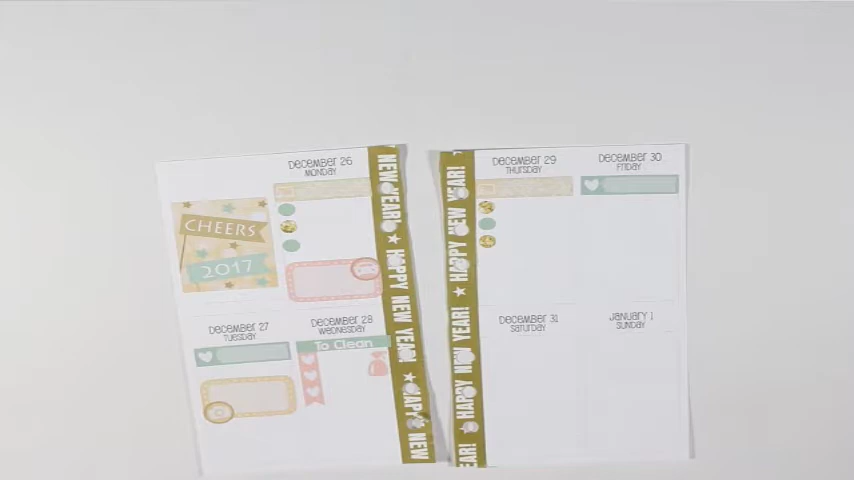 DECEMBER 26
MONDAY
CHEERS
2017
DECEMBER 27
TUESDAY
DECEMBER 28
WEDNESDAY
To Clean
NEW YEAR!
HAPPY NEW YEAR!
HAPPY NEW
YEAR!
HAPPY NEW YEAR!
HAPPY NEW YEAR!
DECEMBER 29
THURSDAY
DECEMBER 30
FRIDAY
DECEMBER 31
SATURDAY
JANUARY 1
SUNDAY